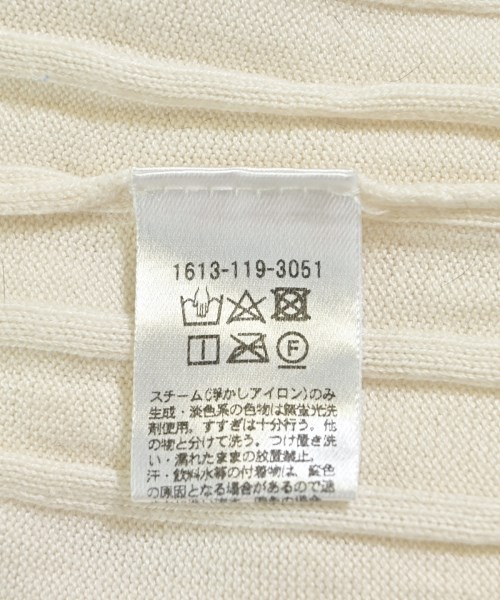 1613-119-3051
F
スチーム(浮かしアイロン)のみ
生成・淡色系の色物は無蛍光洗
剤使用。すすぎは十分行う。他
の物と分けて洗う。つけ置き洗
い・濡れたままの放置禁止。
汗・飲料水等の付着物は、変色
の原因となる場合があるので速